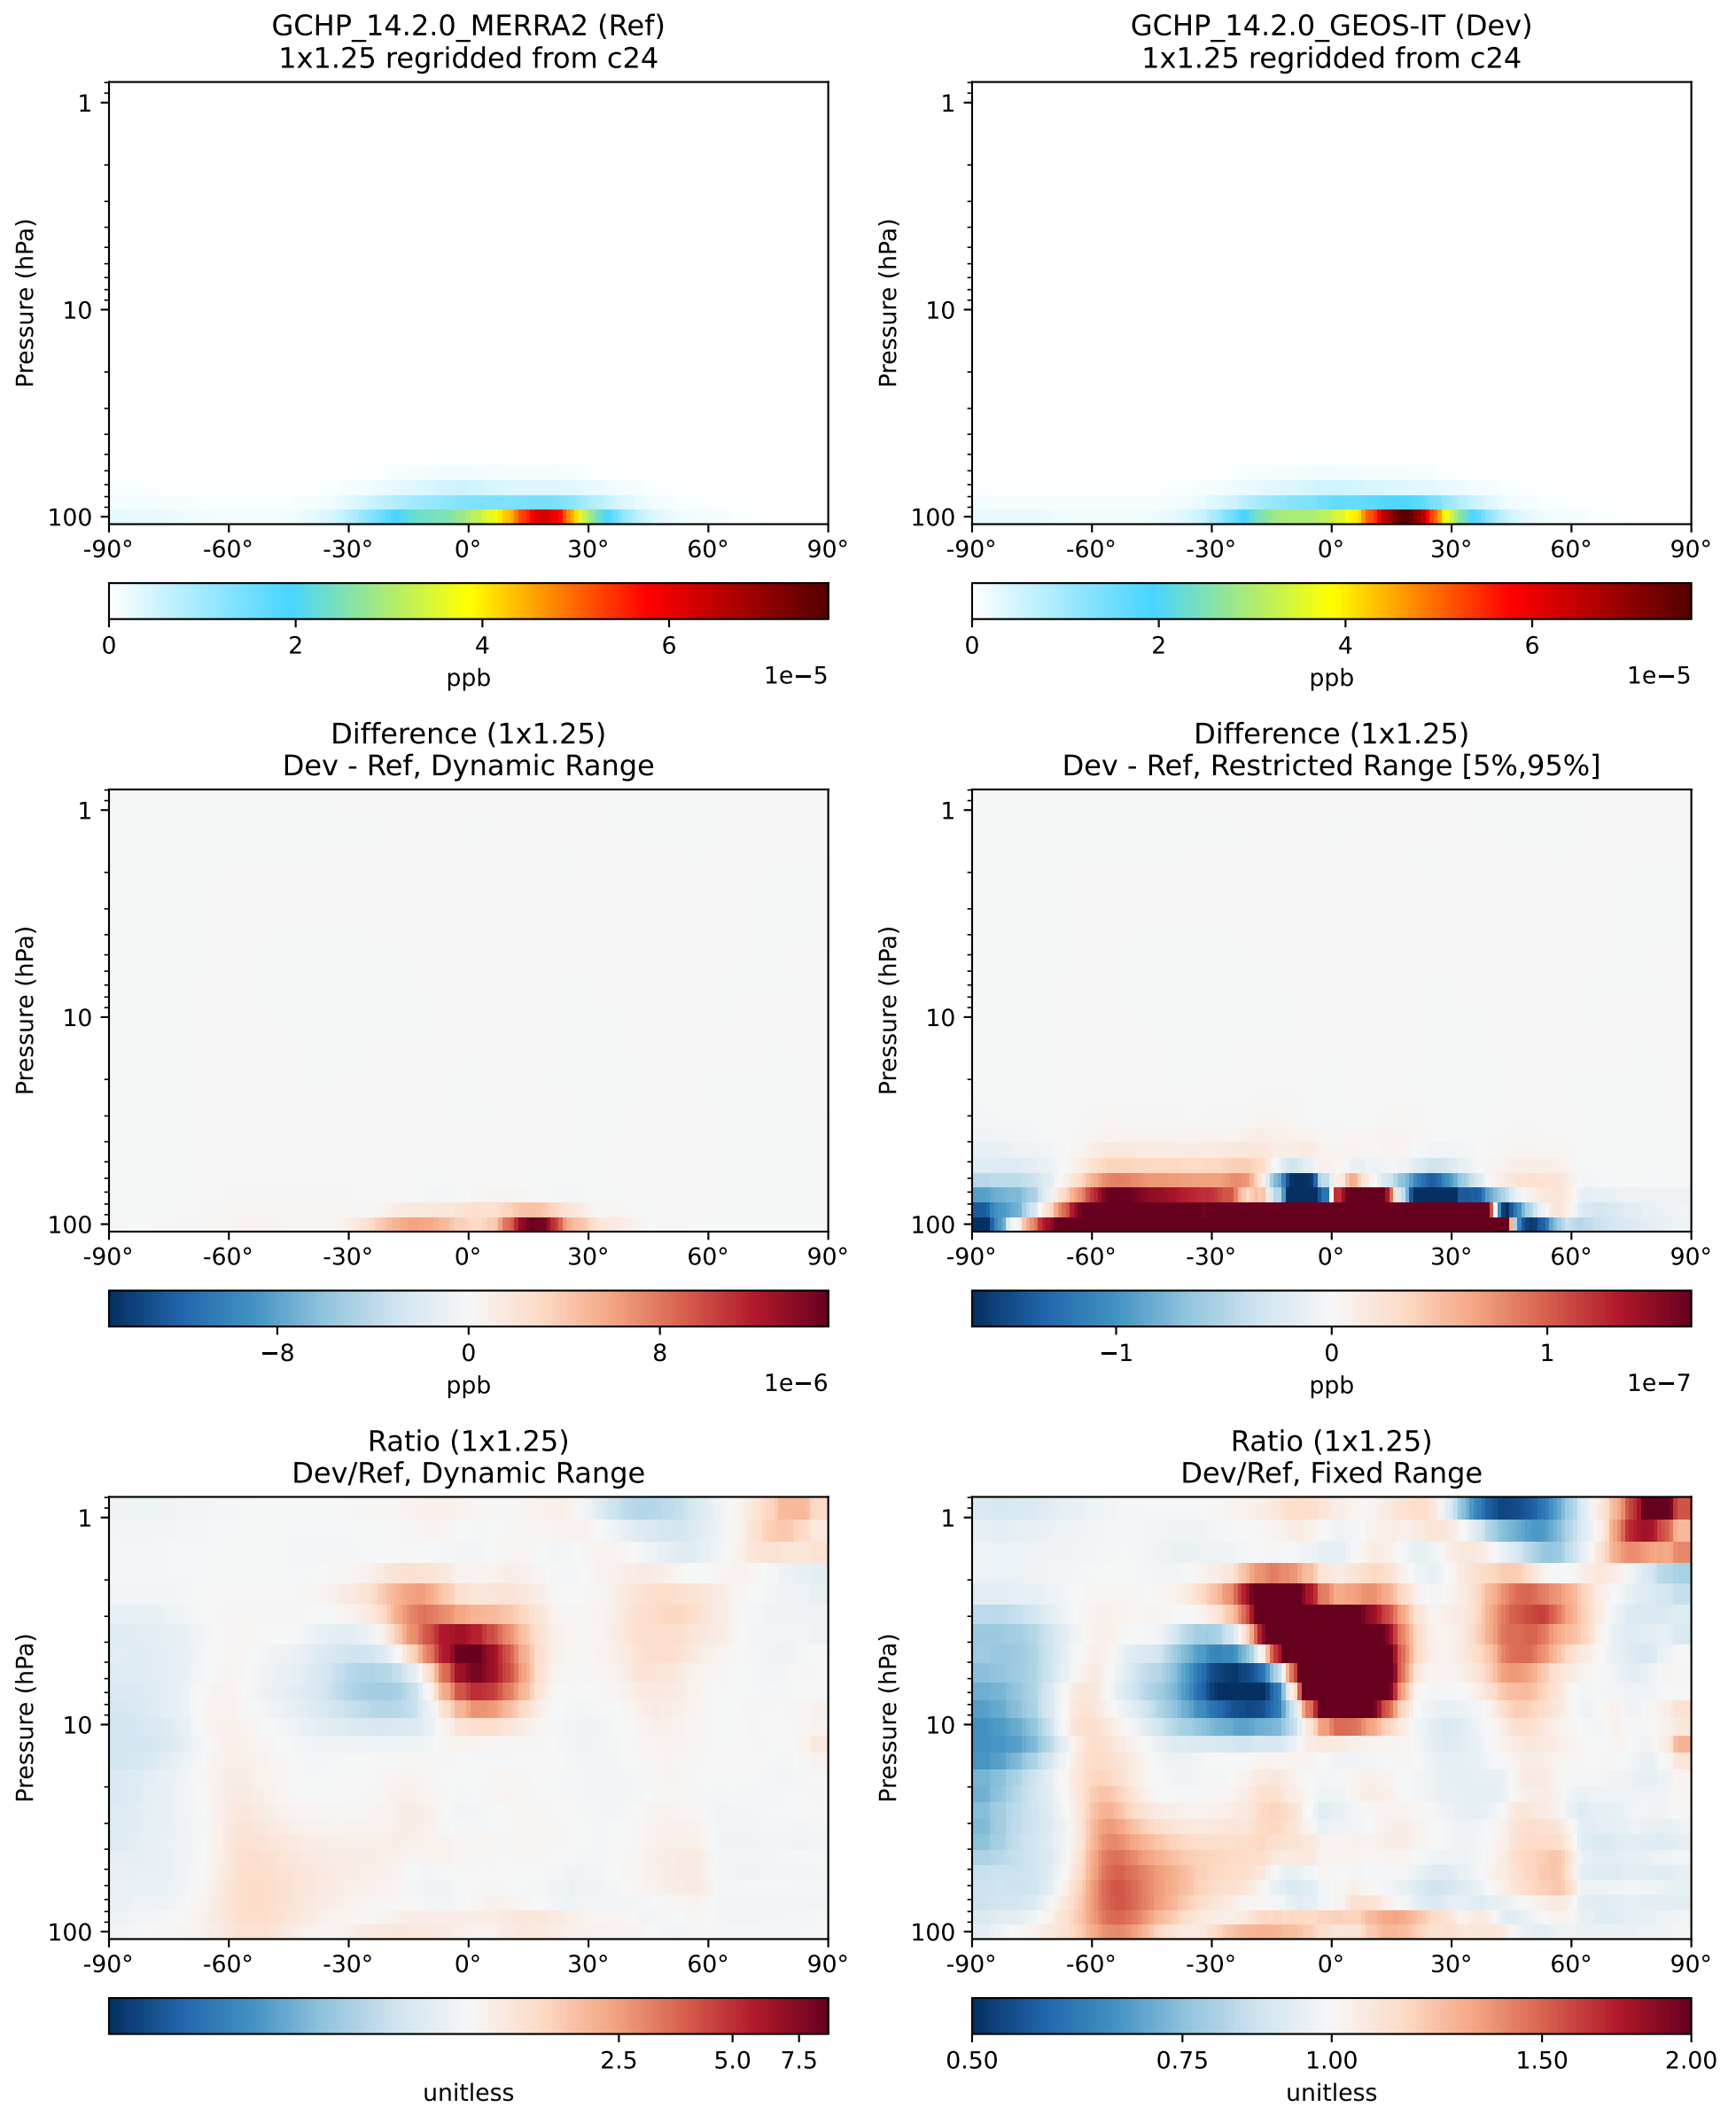 GCHP_14.2.0_MERRA2 (Ref)
1x1.25 regridded from c24
Pressure (hPa)
1
10
100
-90° -60° -30° 0° 30° 60° 90°
0 2 4 6
ppb
1e−5
GCHP_14.2.0_GEOS-IT (Dev)
1x1.25 regridded from c24
Pressure (hPa)
1
10
100
-90° -60° -30° 0° 30° 60° 90°
0 2 4 6
ppb
1e−5
Difference (1x1.25)
Dev - Ref, Dynamic Range
Pressure (hPa)
1
10
100
-90° -60° -30° 0° 30° 60° 90°
−8 0 8
ppb
1e−6
Difference (1x1.25)
Dev - Ref, Restricted Range [5%,95%]
Pressure (hPa)
1
10
100
-90° -60° -30° 0° 30° 60° 90°
−1 0 1
ppb
1e−7
Ratio (1x1.25)
Dev/Ref, Dynamic Range
Pressure (hPa)
1
10
100
-90° -60° -30° 0° 30° 60° 90°
2.5 5.0 7.5
unitless
Ratio (1x1.25)
Dev/Ref, Fixed Range
Pressure (hPa)
1
10
100
-90° -60° -30° 0° 30° 60° 90°
0.50 0.75 1.00 1.50 2.00
unitless